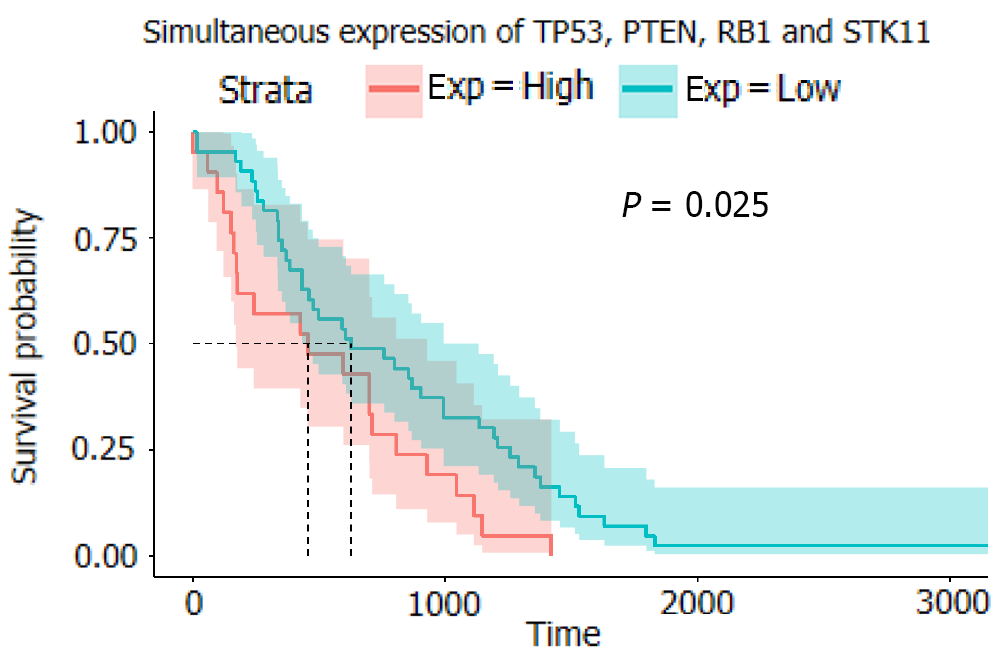 Simultaneous expression of TP53, PTEN, RB1 and STK11
Strata Exp = High Exp = Low
P = 0.025
Survival probability
1.00
0.75
0.50
0.25
0.00
0 1000 2000 3000
Time